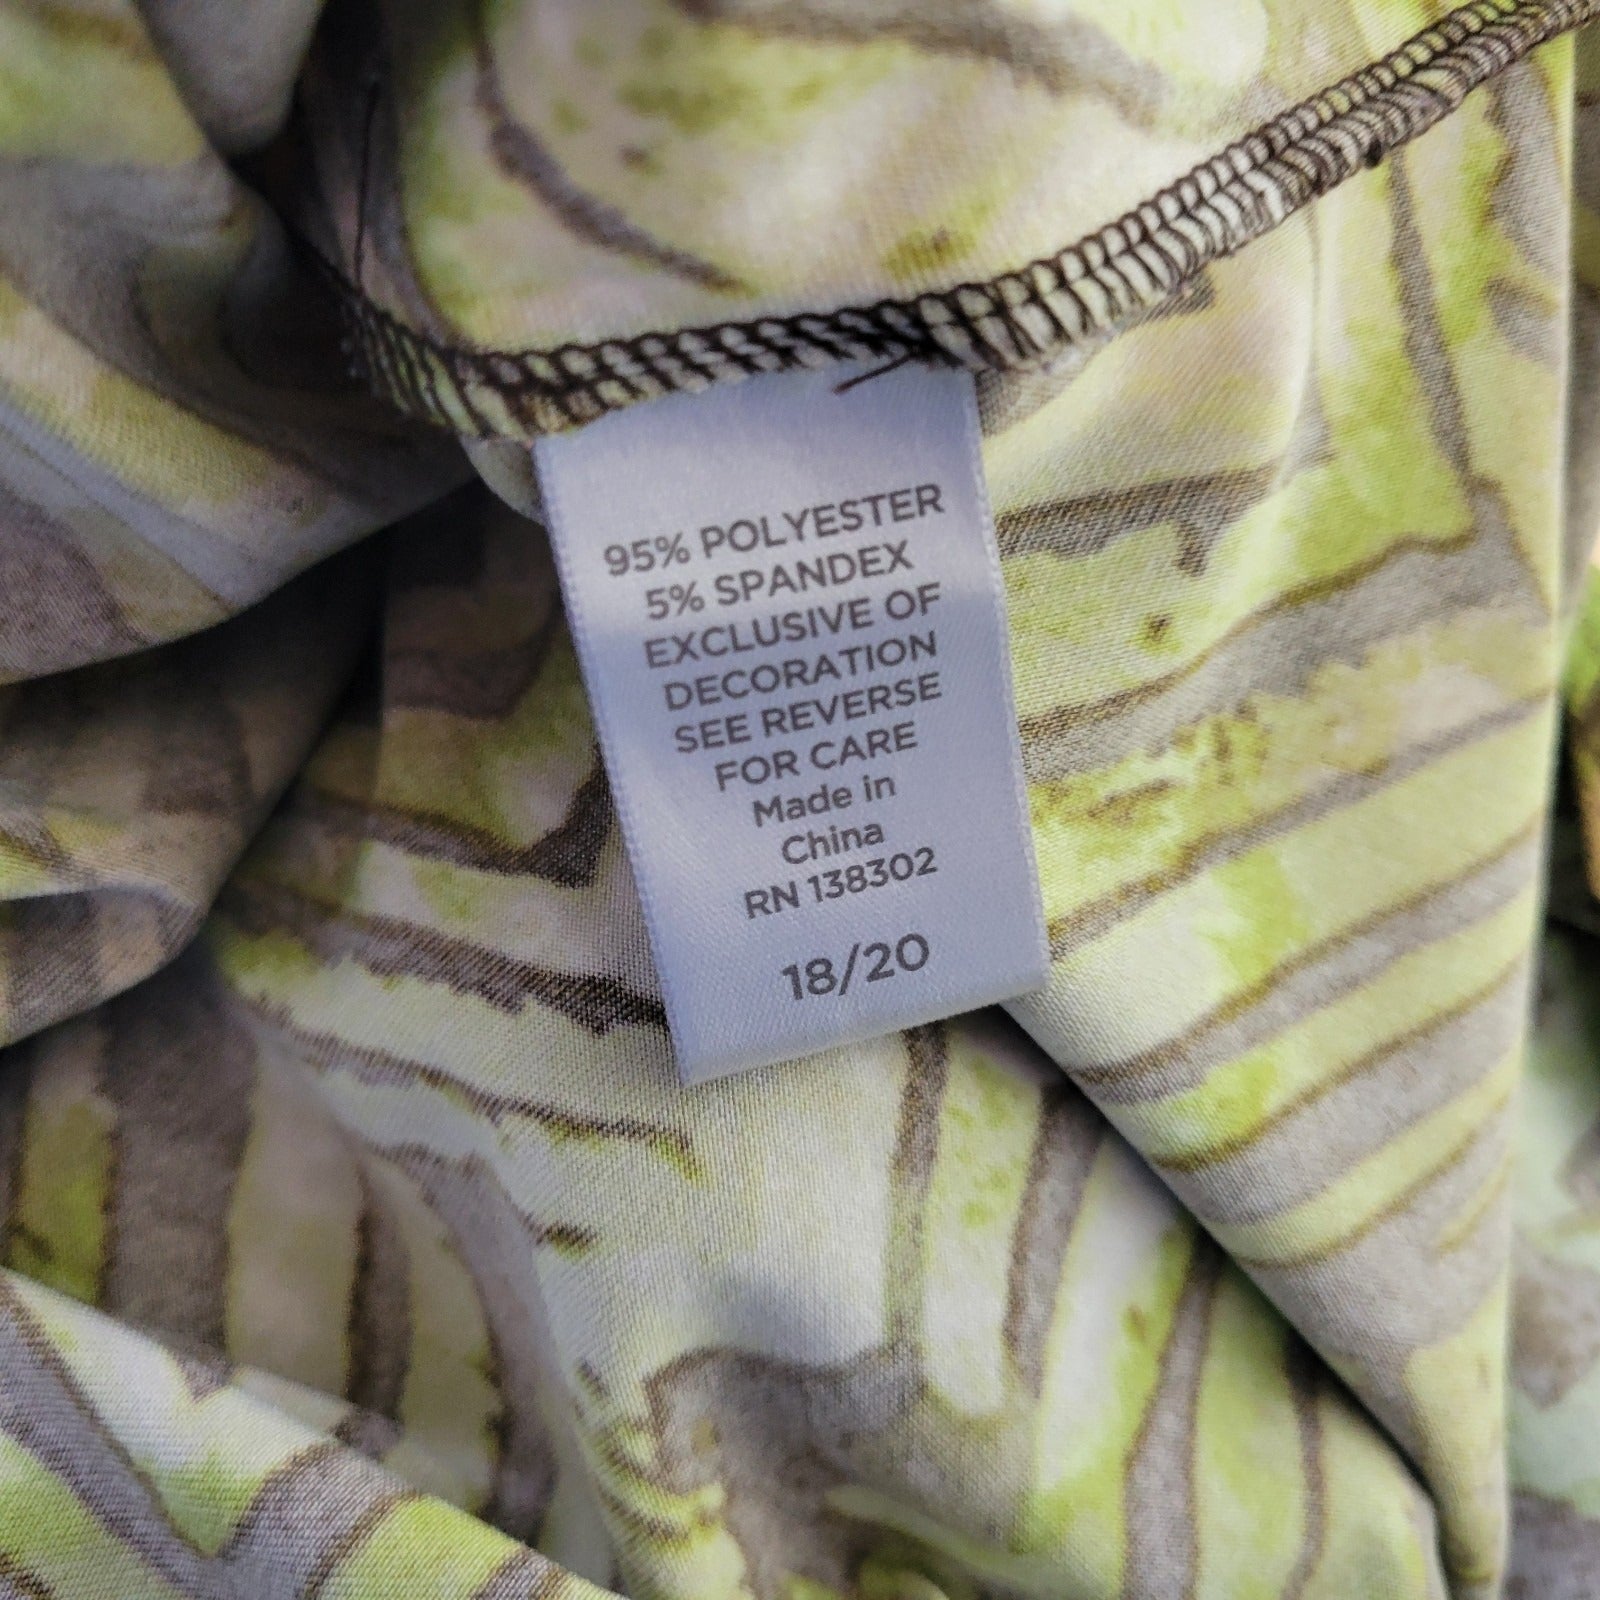 95% POLYESTER
5% SPANDEX
EXCLUSIVE OF
DECORATION
SEE REVERSE
FOR CARE
Made in
China
RN 138302
18/20